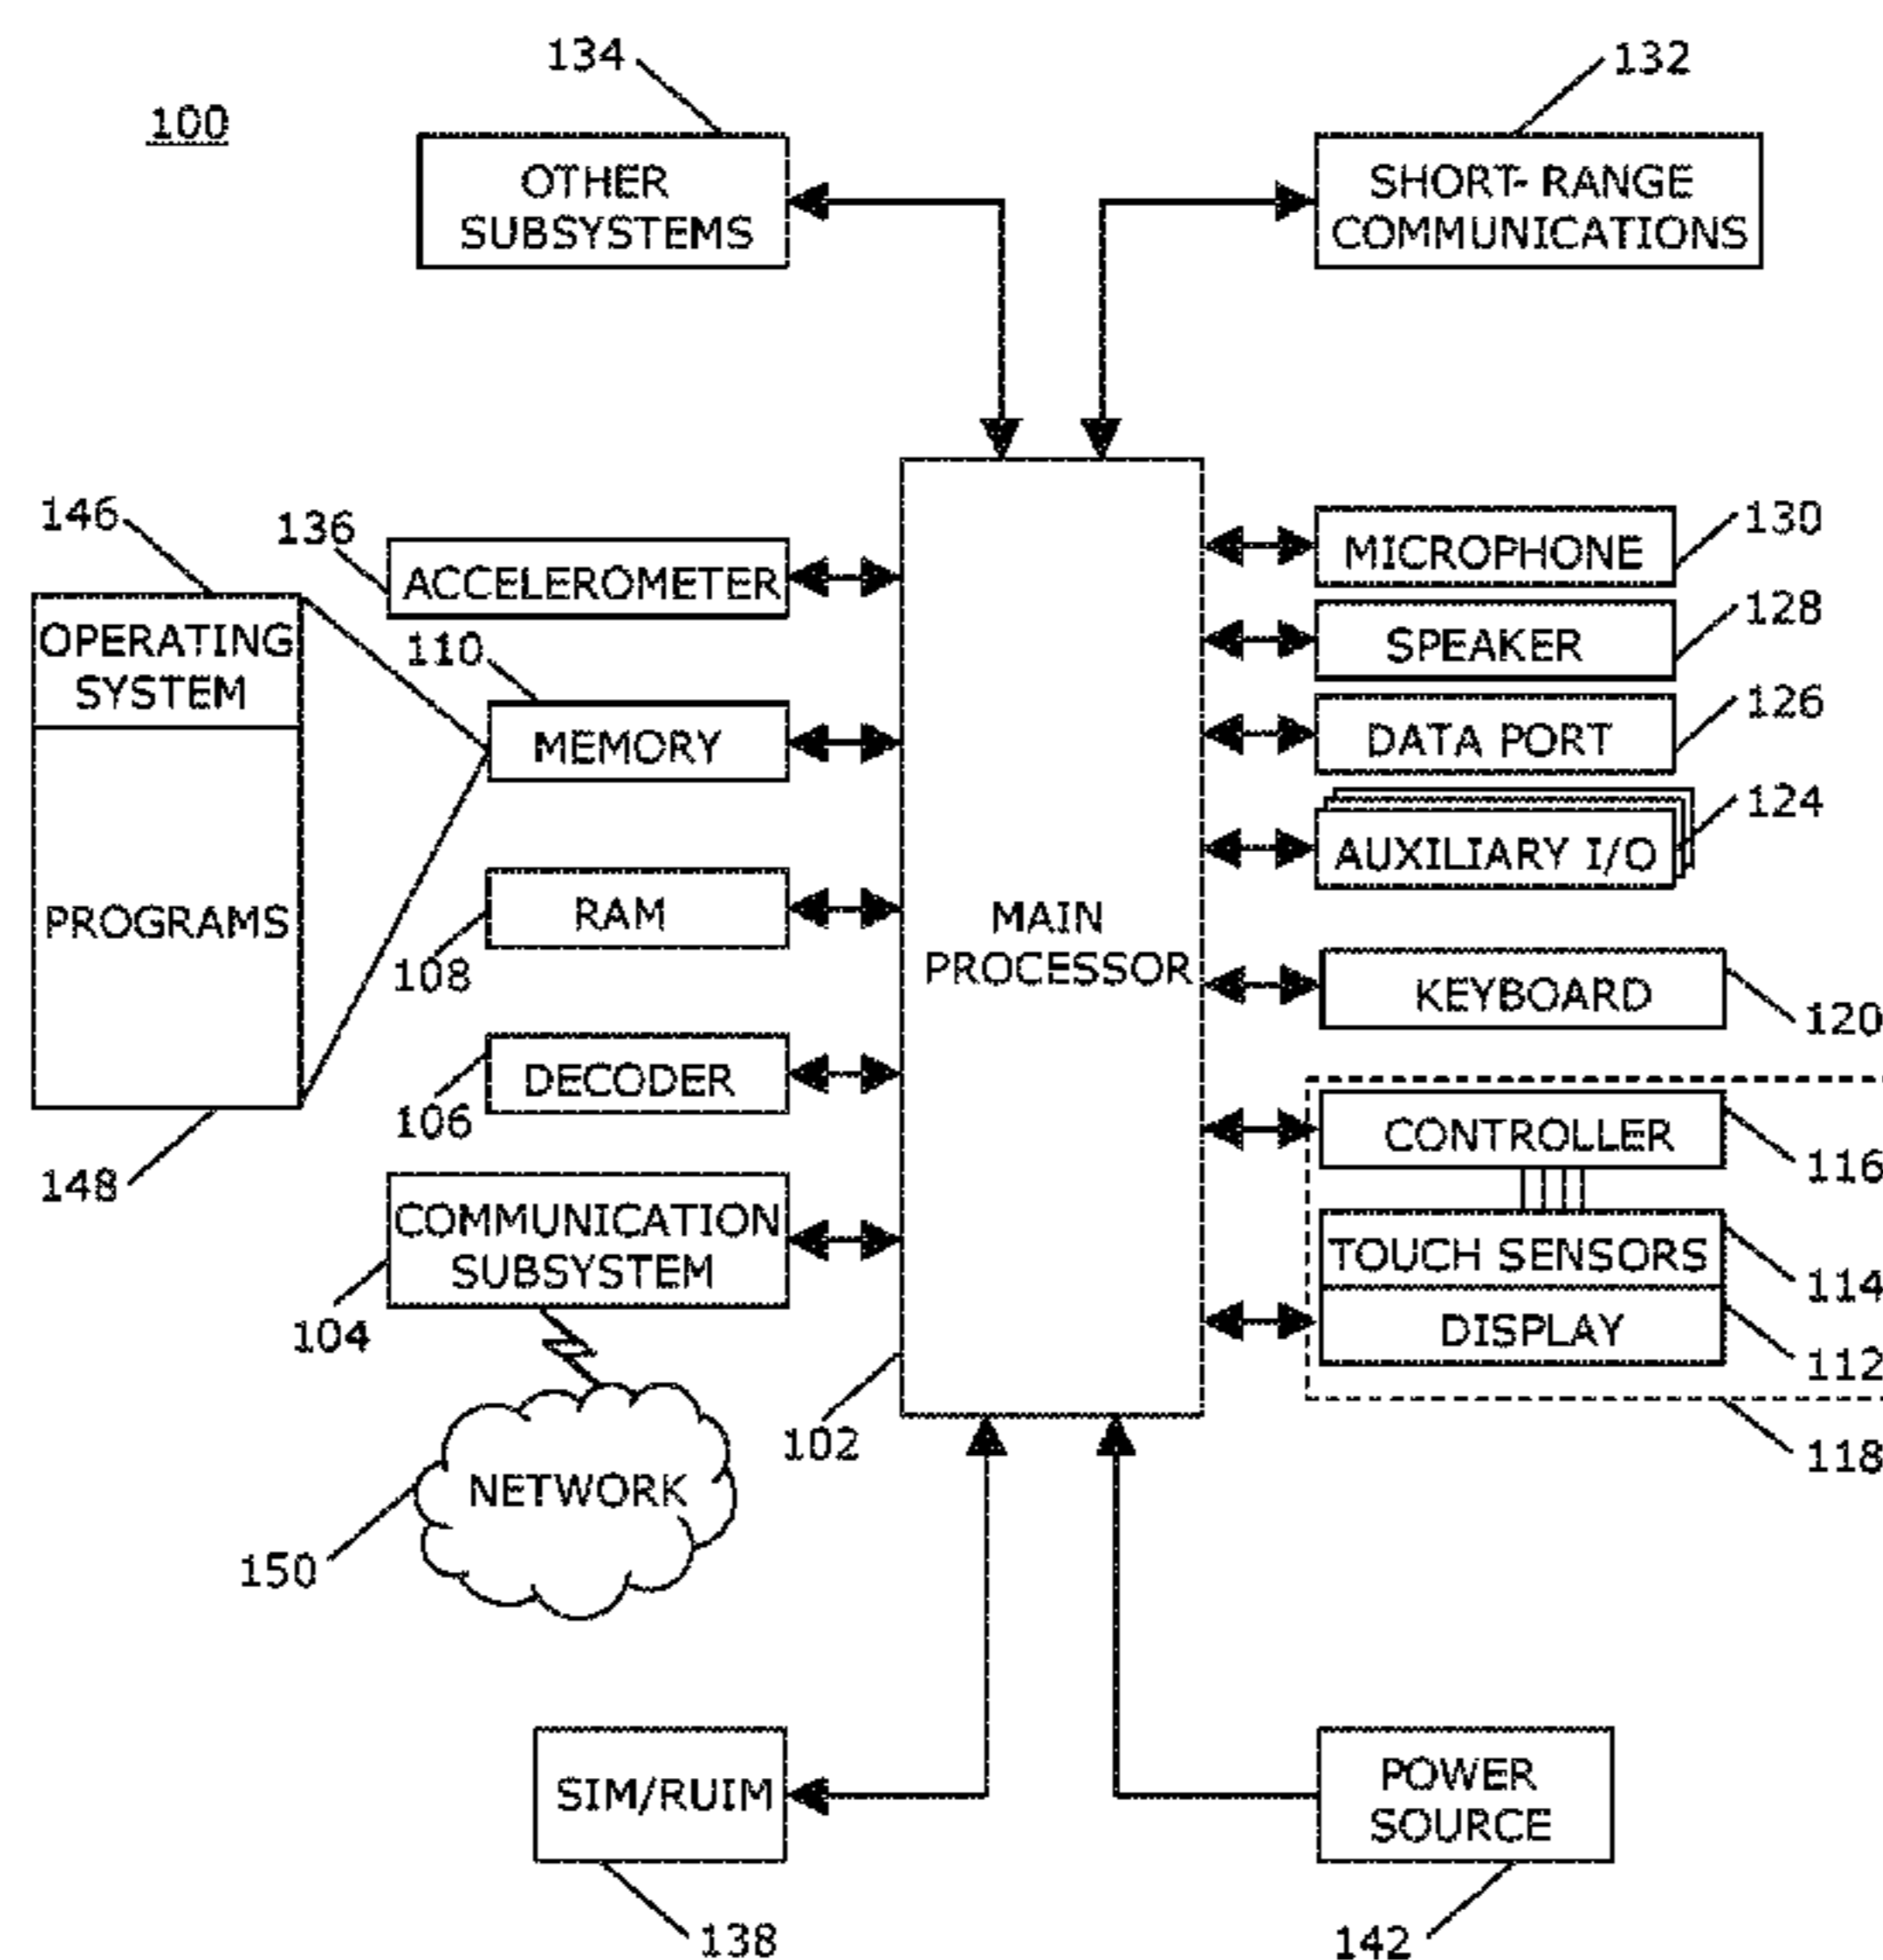 134
132
100
OTHER
SUBSYSTEMS
SHORT- RANGE
COMMUNICATIONS
146
136
ACCELEROMETER
MICROPHONE
130
OPERATING
SYSTEM
110
MEMORY
SPEAKER
128
DATA PORT
126
AUXILIARY I/O
124
PROGRAMS
RAM
108
MAIN
PROCESSOR
KEYBOARD
120
DECODER
106
CONTROLLER
116
148
COMMUNICATION
SUBSYSTEM
104
TOUCH SENSORS
114
DISPLAY
112
102
118
NETWORK
150
SIM/RUIM
138
POWER
SOURCE
142